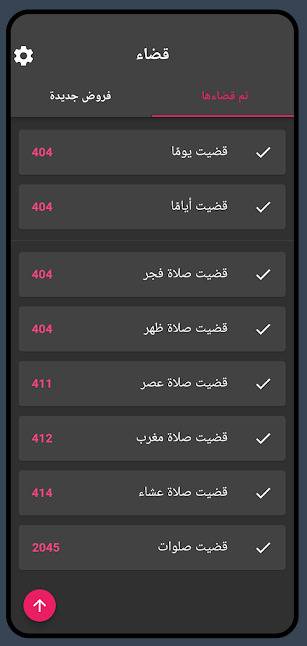 قضاء
تم قضاءها
فروض جديدة
قضيت يومًا 404
قضيت أيامًا 404
قضيت صلاة فجر 404
قضيت صلاة ظهر 404
قضيت صلاة عصر 411
قضيت صلاة مغرب 412
قضيت صلاة عشاء 414
قضيت صلوات 2045